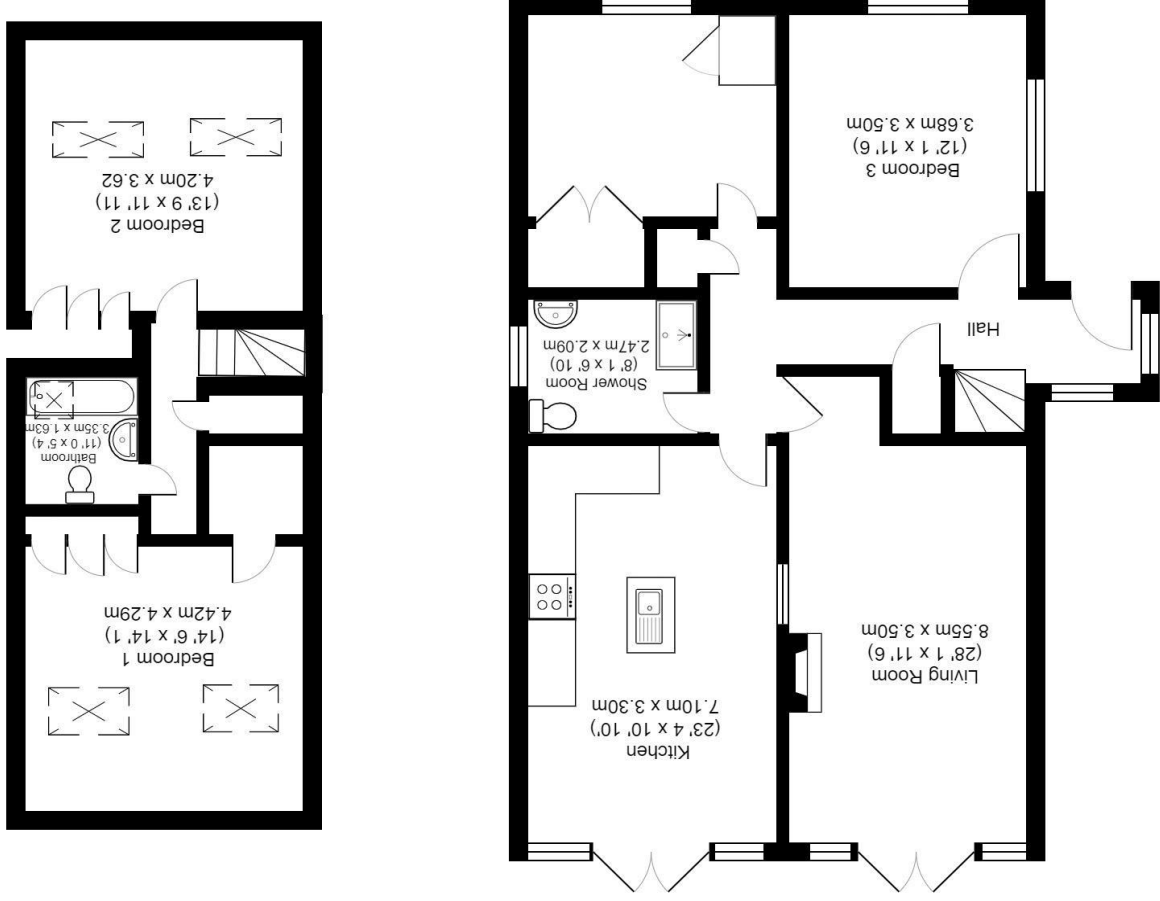 Kitchen
(23' 4 x 10' 10')
7.10m x 3.30m
Living Room
(28' 1 x 11' 6)
8.55m x 3.50m
Shower Room
(8' 1 x 6' 10)
2.47m x 2.09m
Hall
Bedroom 3
(12' 1 x 11' 6)
3.68m x 3.50m
Bedroom 1
(14' 6' x 14' 1)
4.42m x 4.29m
Bathroom
(11' 0 x 5' 4)
3.35m x 1.63m
Bedroom 2
(13' 9 x 11' 11)
4.20m x 3.62